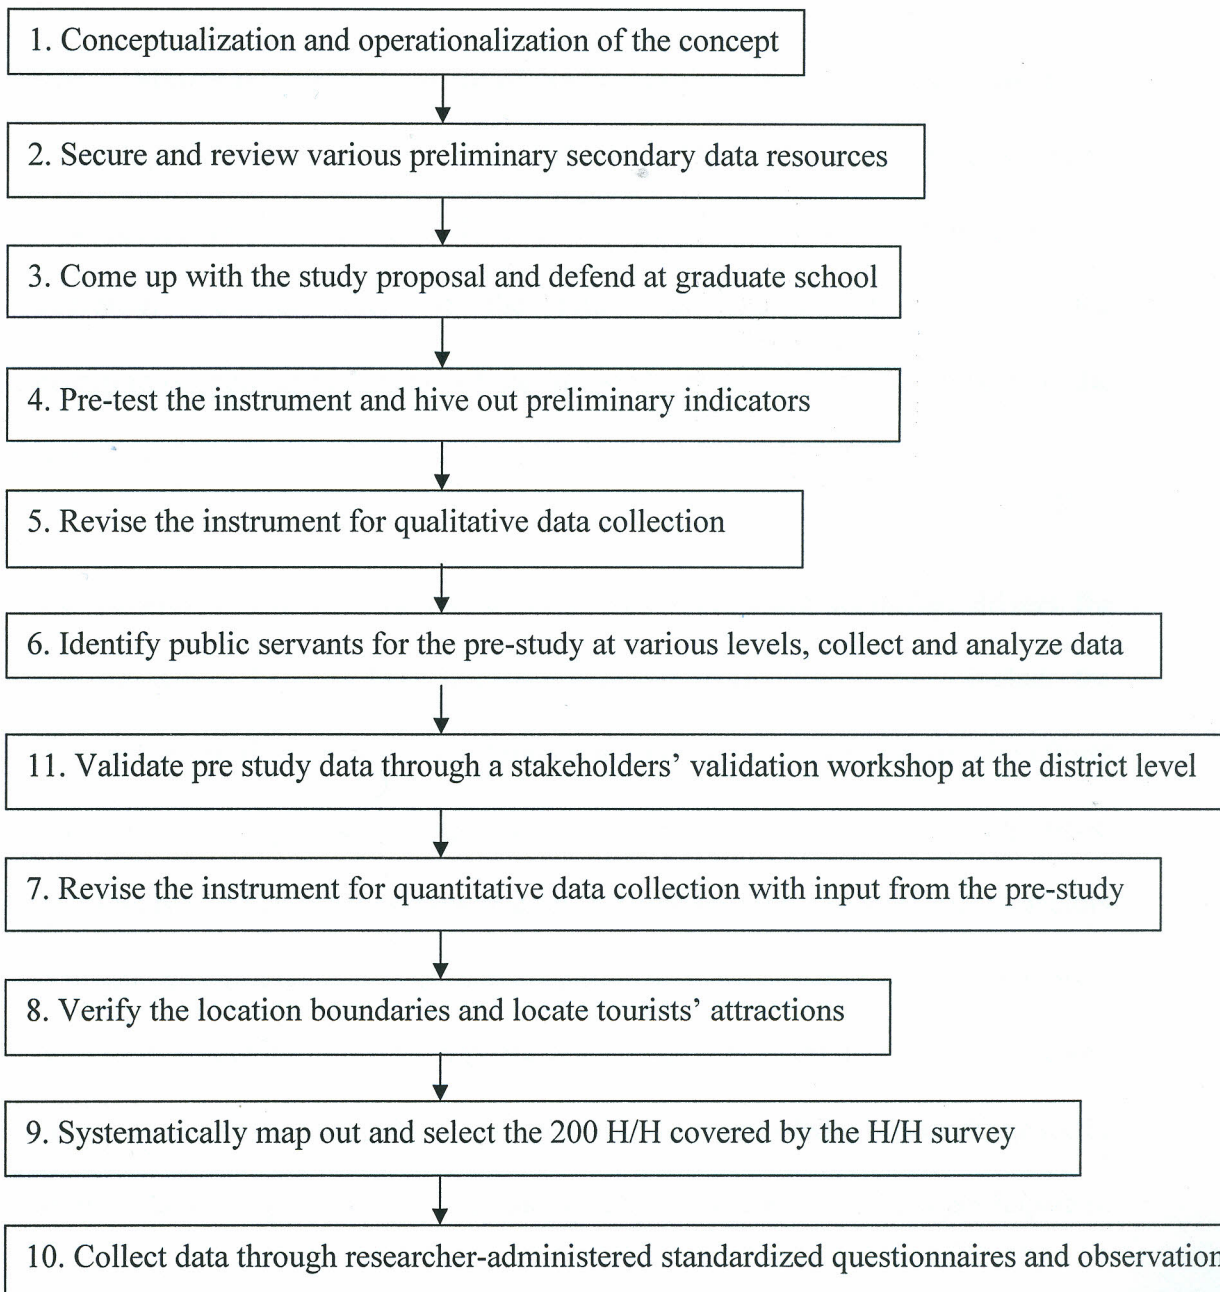 1. Conceptualization and operationalization of the concept
2. Secure and review various preliminary secondary data resources
3. Come up with the study proposal and defend at graduate school
4. Pre-test the instrument and hive out preliminary indicators
5. Revise the instrument for qualitative data collection
6. Identify public servants for the pre-study at various levels, collect and analyze data
11. Validate pre study data through a stakeholders’ validation workshop at the district level
7. Revise the instrument for quantitative data collection with input from the pre-study
8. Verify the location boundaries and locate tourists’ attractions
9. Systematically map out and select the 200 H/H covered by the H/H survey
10. Collect data through researcher-administered standardized questionnaires and observation